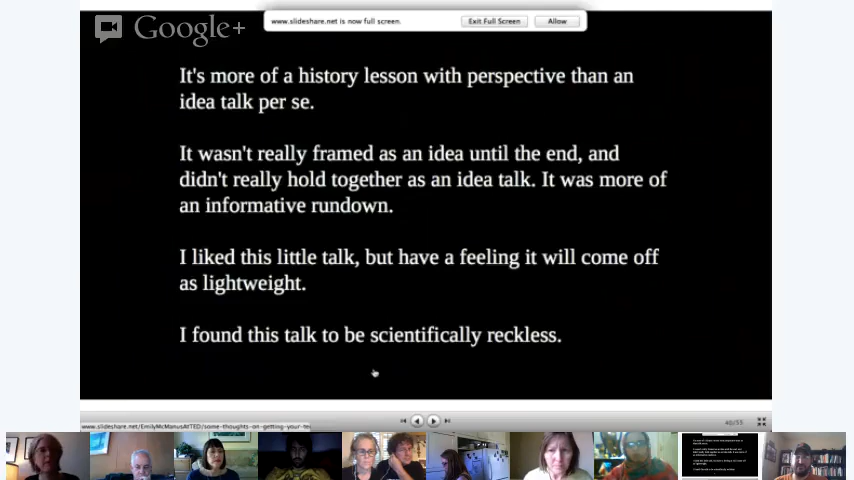 www.slideshare.net is now full screen.
Exit Full Screen
Allow
Google+
It's more of a history lesson with perspective than an
idea talk per se.
It wasn't really framed as an idea until the end, and
didn't really hold together as an idea talk. It was more of
an informative rundown.
I liked this little talk, but have a feeling it will come off
as lightweight.
I found this talk to be scientifically reckless.
www.slideshare.net/EmilyMcManusAtTED/some-thoughts-on-getting-your-te